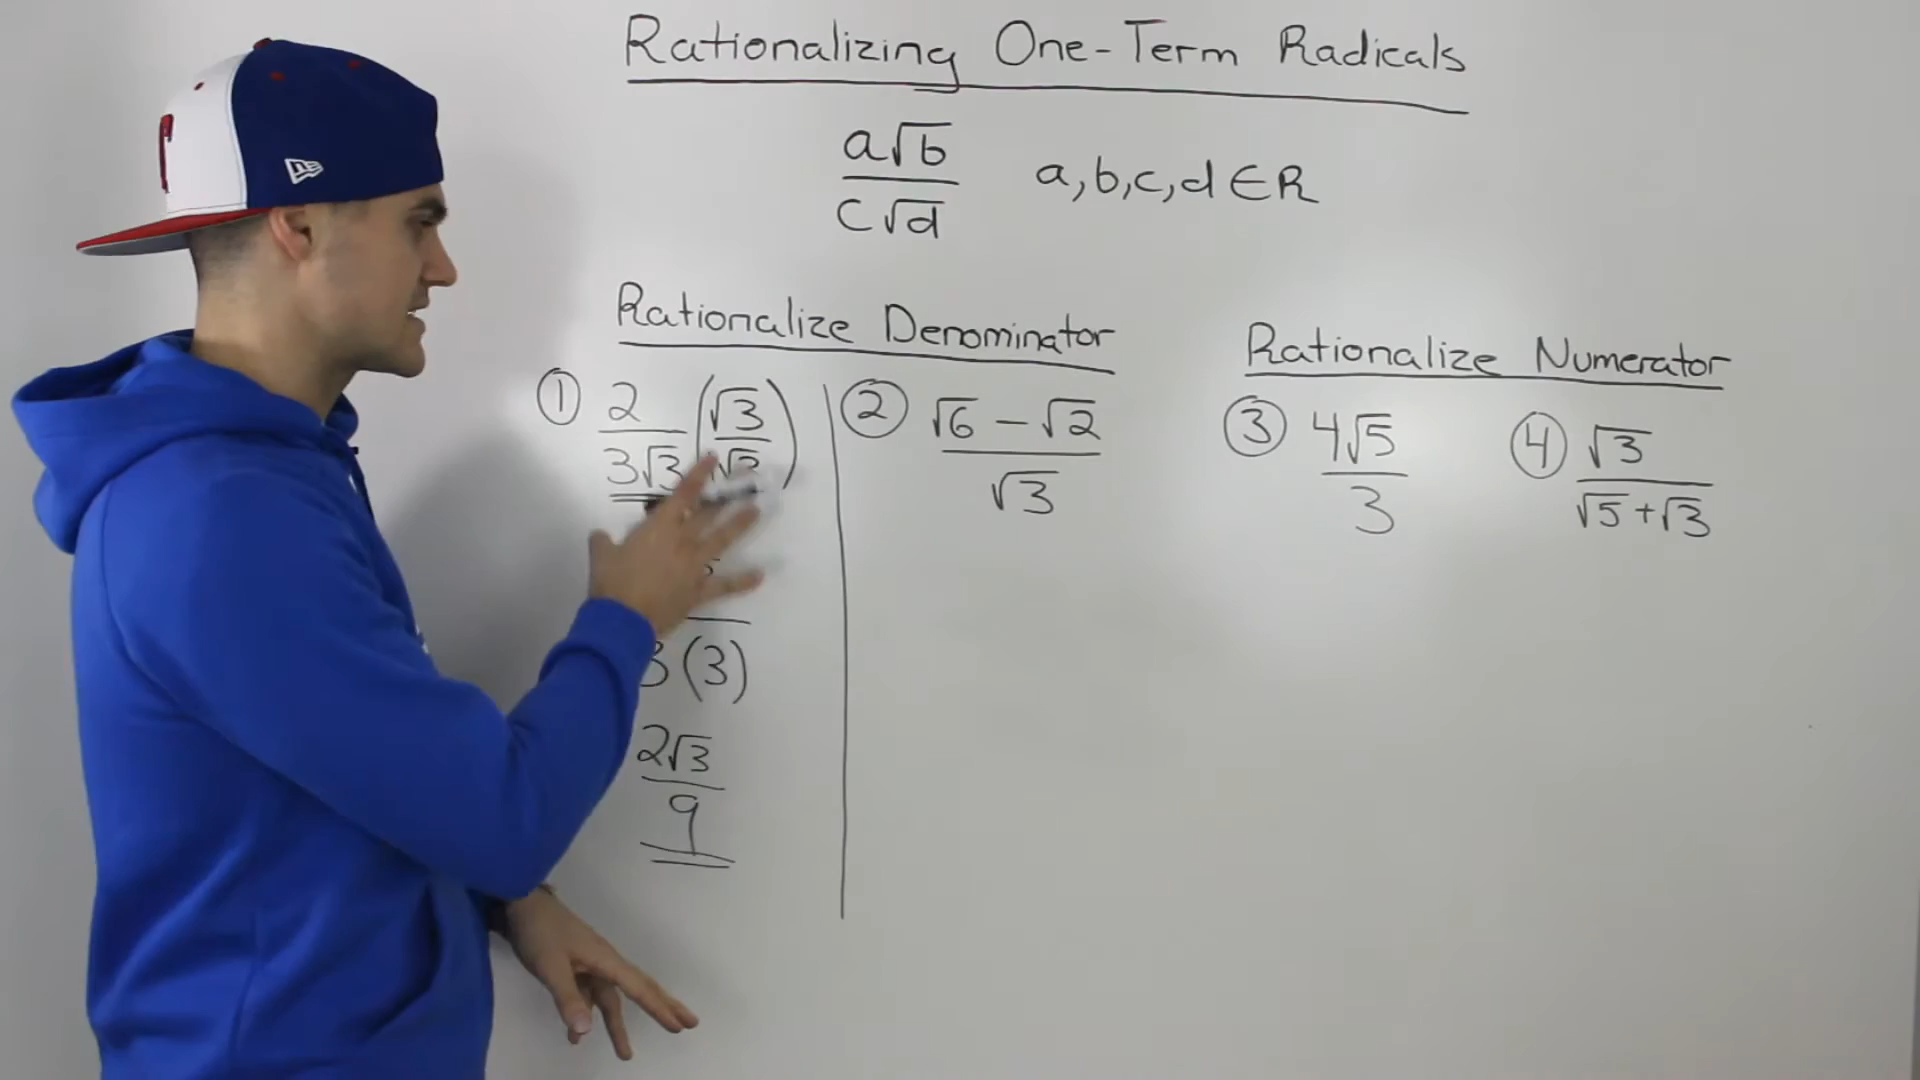 Rationalizing One-Term Radicals
a√b
c√d
a,b,c,d ∈ R
Rationalize Denominator
① 2
3√3
(√3
② √6 − √2
√3
3(3)
2√3
9
Rationalize Numerator
③ 4√5
3
④ √3
√5+√3